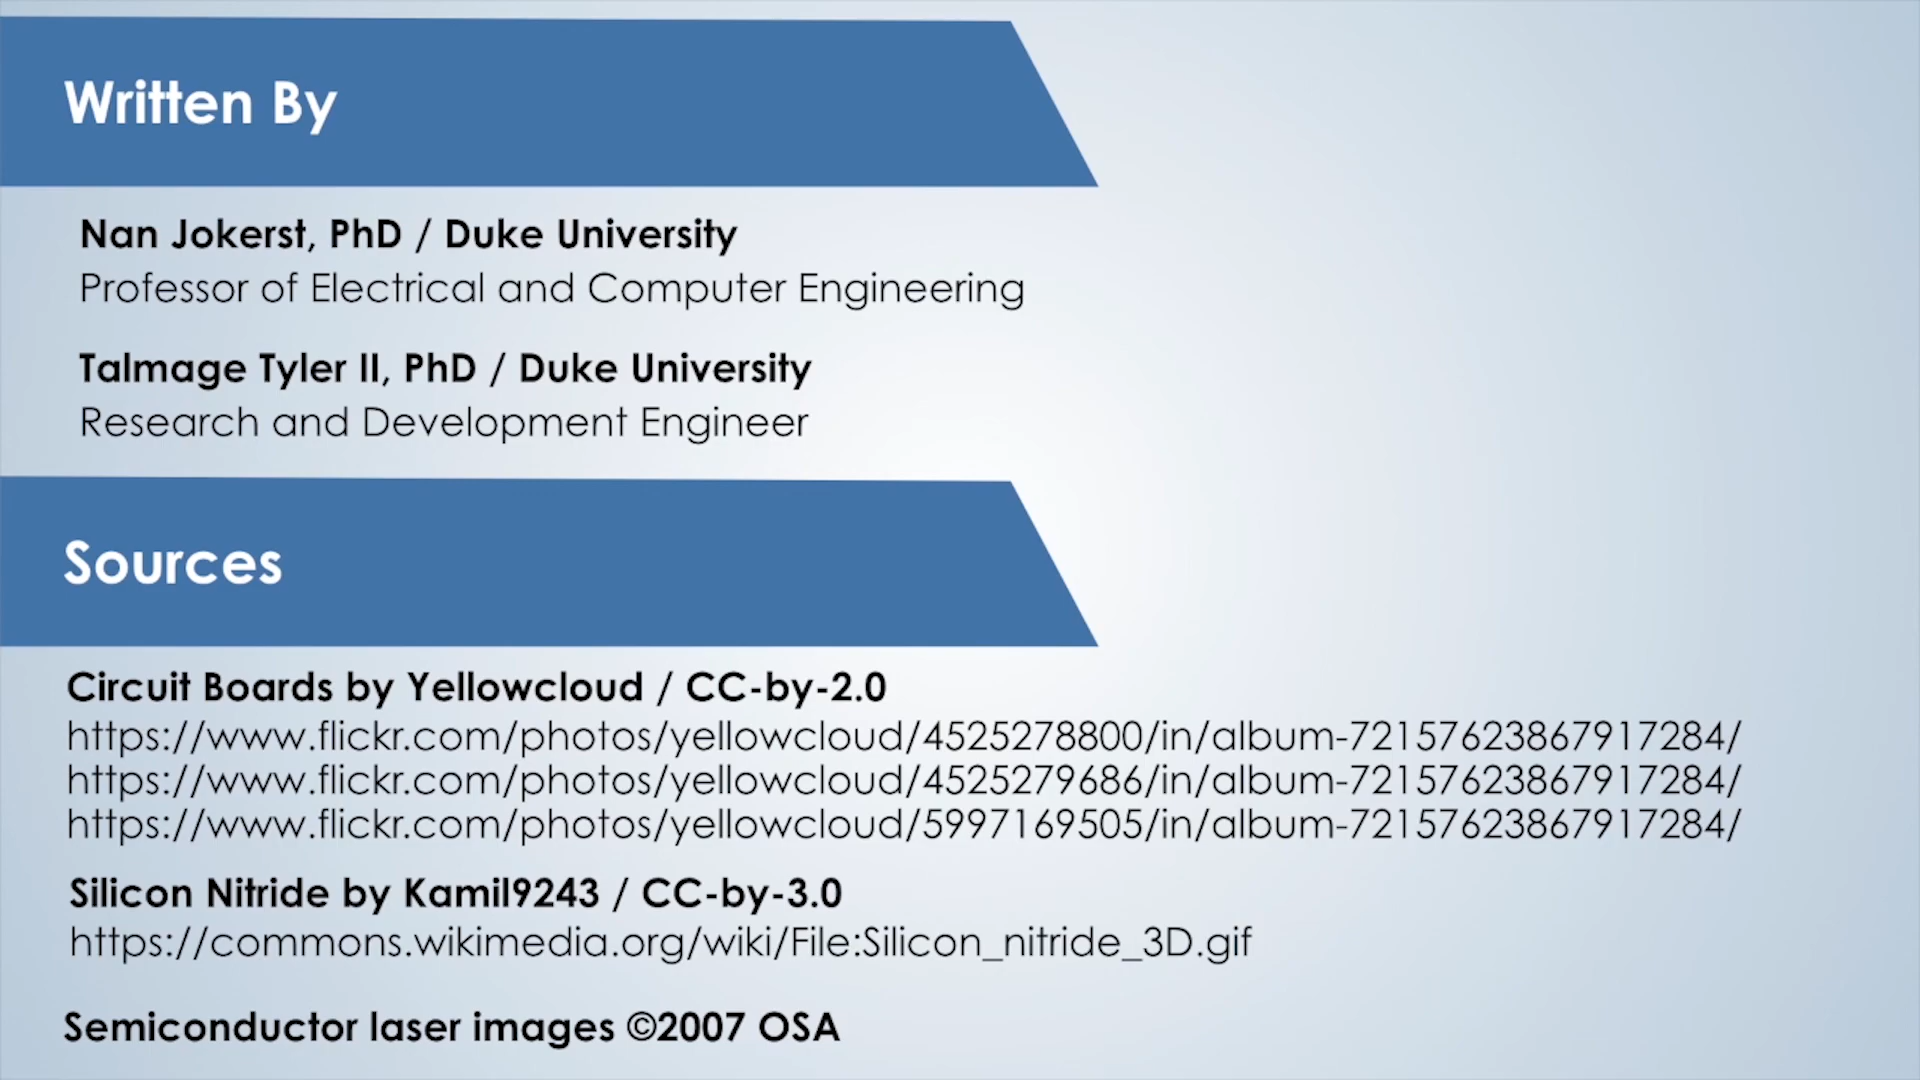 Written By
Nan Jokerst, PhD / Duke University
Professor of Electrical and Computer Engineering
Talmage Tyler II, PhD / Duke University
Research and Development Engineer
Sources
Circuit Boards by Yellowcloud / CC-by-2.0
https://www.flickr.com/photos/yellowcloud/4525278800/in/album-72157623867917284/
https://www.flickr.com/photos/yellowcloud/4525279686/in/album-72157623867917284/
https://www.flickr.com/photos/yellowcloud/5997169505/in/album-72157623867917284/
Silicon Nitride by Kamil9243 / CC-by-3.0
https://commons.wikimedia.org/wiki/File:Silicon_nitride_3D.gif
Semiconductor laser images ©2007 OSA